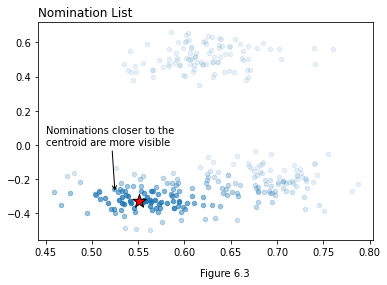 Nomination List
0.6
0.4
0.2
0.0
−0.2
−0.4
Nominations closer to the
centroid are more visible
0.45 0.50 0.55 0.60 0.65 0.70 0.75 0.80
Figure 6.3